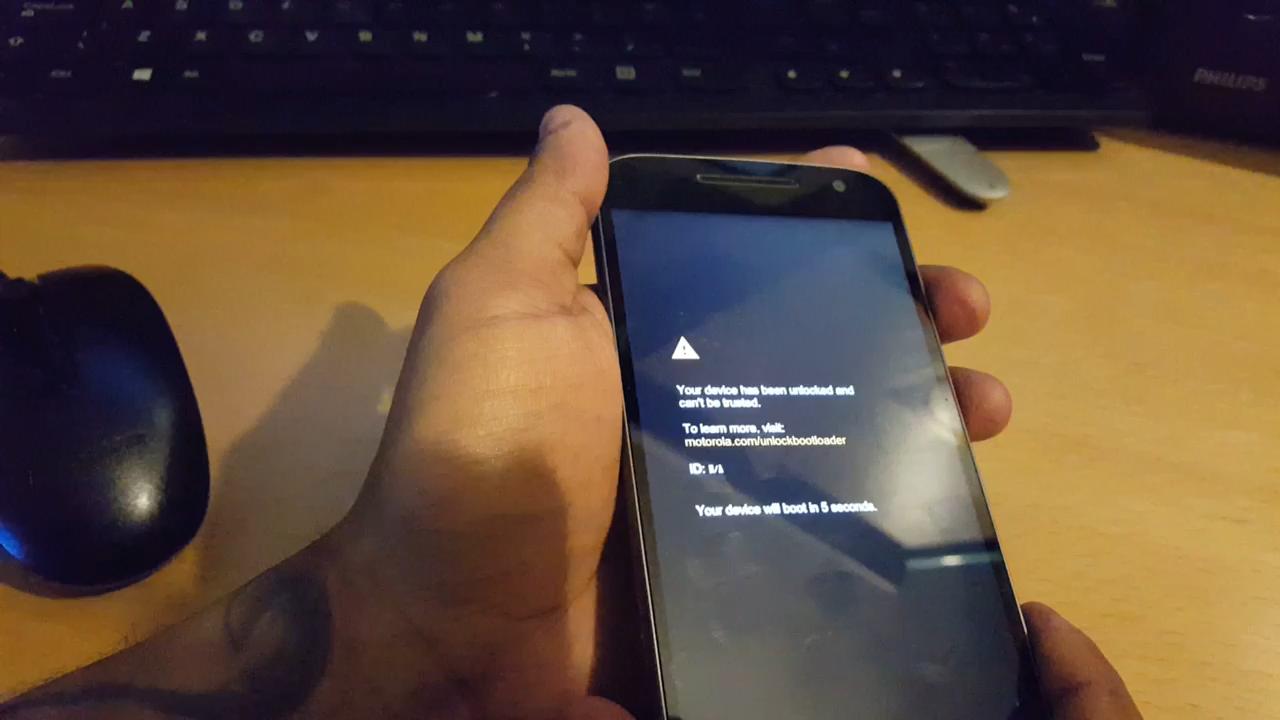 PHILIPS
Your device has been unlocked and
can't be trusted.
To learn more, visit:
motorola.com/unlockbootloader
ID: N/A
Your device will boot in 5 seconds.